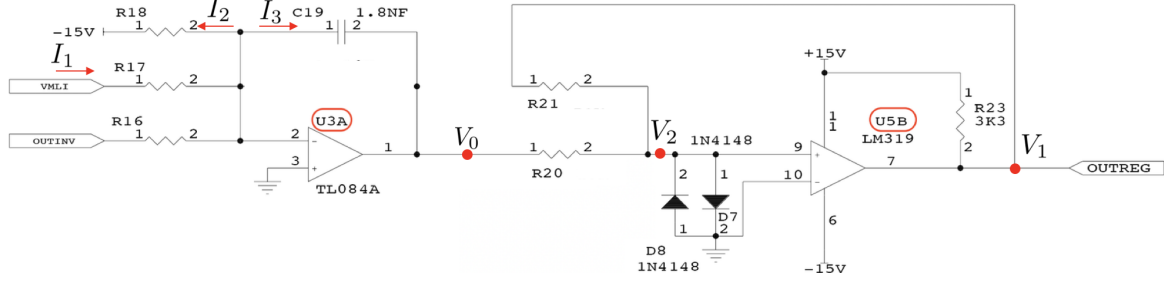 R18
I₂
I₃
C19
1.8NF
-15V
1
2
1
2
I₁
R17
VMLI
1
2
R16
OUTINV
1
2
U3A
2
-
3
+
1
TL084A
V₀
1
2
R21
1
2
R20
V₂
1N4148
2
1
D7
1
2
D8
1N4148
+15V
1
1
U5B
LM319
9
+
10
-
7
6
-15V
1
R23
3K3
2
V₁
OUTREG